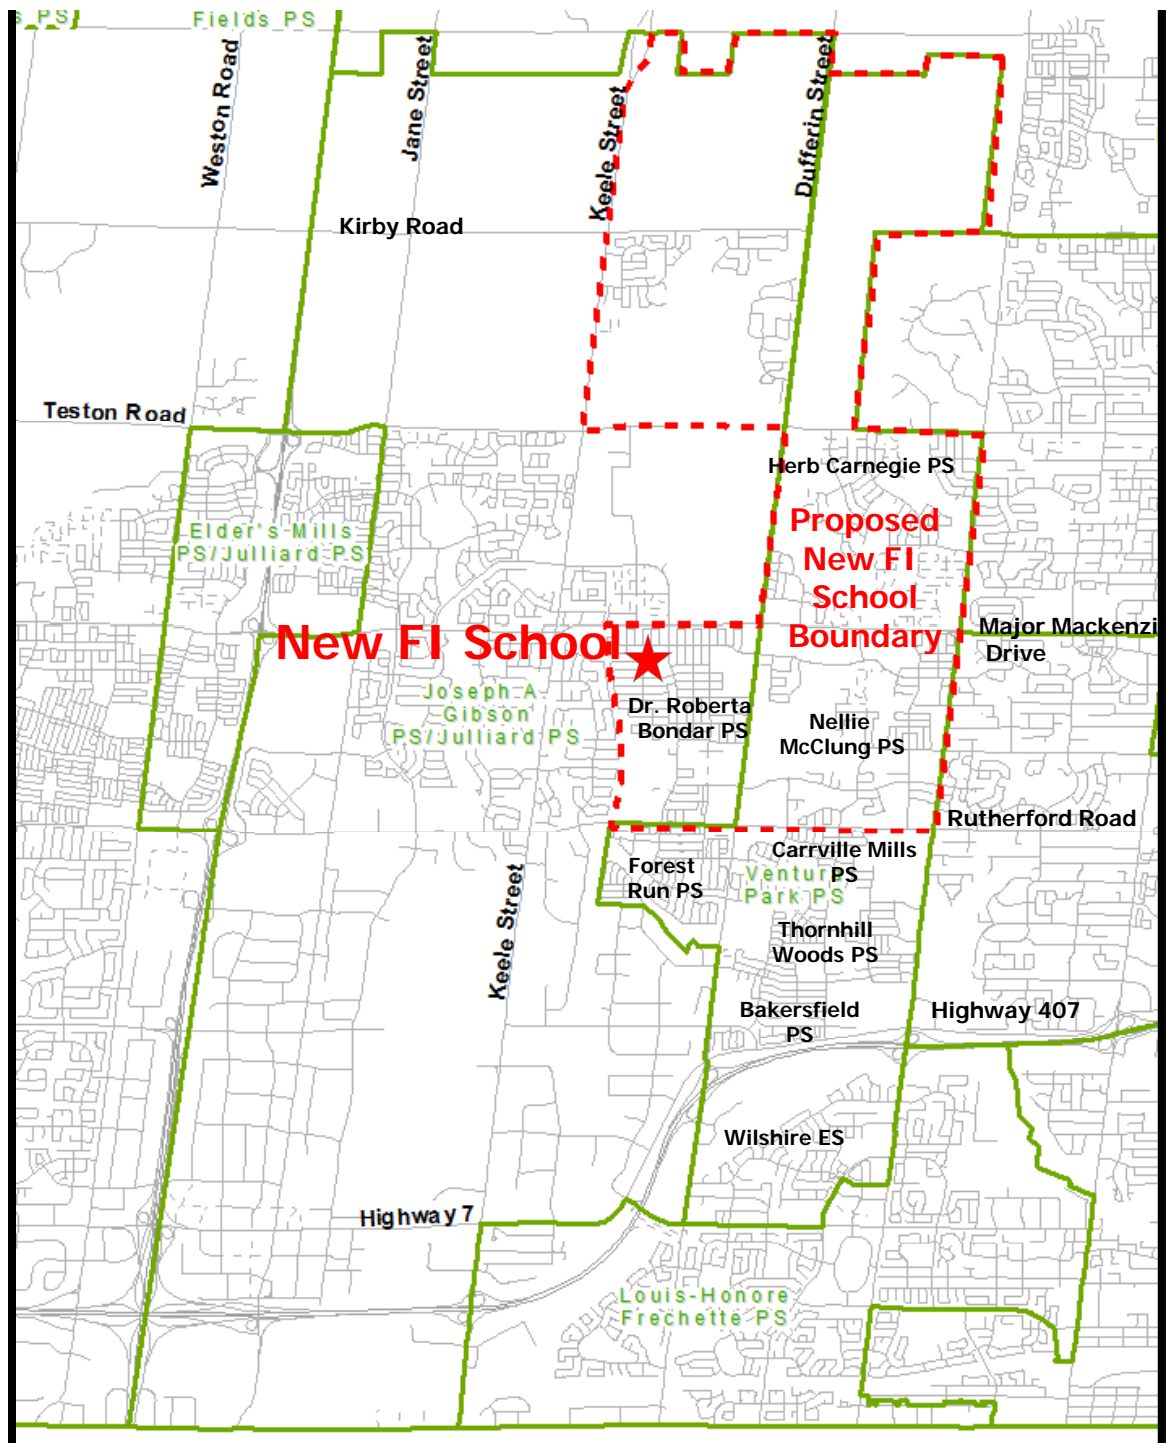 s PS/
Fields PS
Weston Road
Jane Street
Keele Street
Dufferin Street
Kirby Road
Teston Road
Herb Carnegie PS
Elder's Mills
PS/Julliard PS
Proposed
New FI
School
Boundary
New FI School
Major Mackenzi
Drive
Joseph A.
Gibson
PS/Julliard PS
Dr. Roberta
Bondar PS
Nellie
McClung PS
Rutherford Road
Carrville Mills
PS
Forest
Run PS
Ventur
Park PS
Keele Street
Thornhill
Woods PS
Bakersfield
PS
Highway 407
Wilshire ES
Highway 7
Louis-Honore
Frechette PS